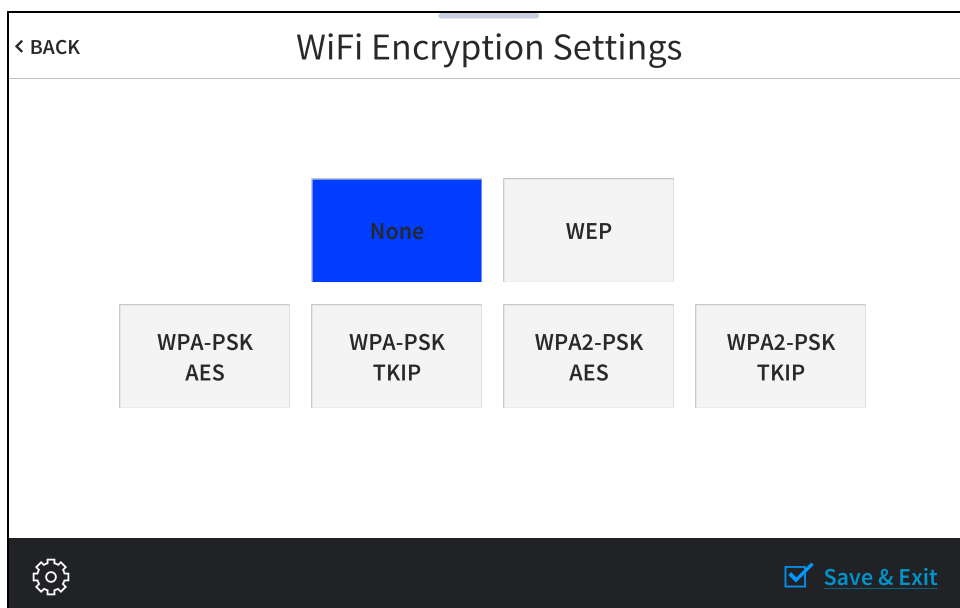 < BACK
WiFi Encryption Settings
None
WEP
WPA-PSK
AES
WPA-PSK
TKIP
WPA2-PSK
AES
WPA2-PSK
TKIP
Save & Exit